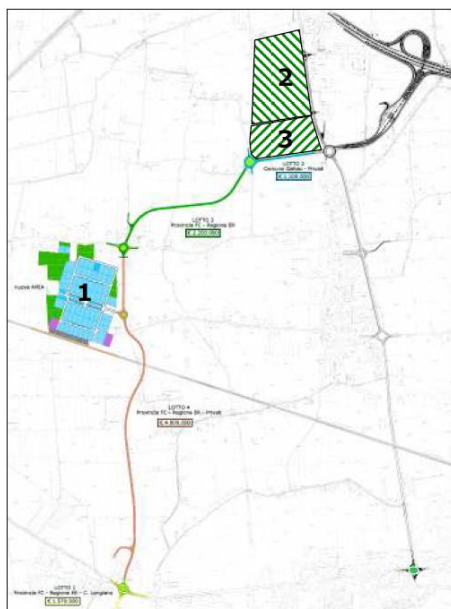 2
3
LOTTO 2
Comune Gatteo - Privati
LOTTO 3
Provincia FC - Regione ER
nuova AREA
1
LOTTO 4
Provincia FC - Regione ER - Privati
LOTTO 1
Provincia FC - Regione ER - C. Longiano